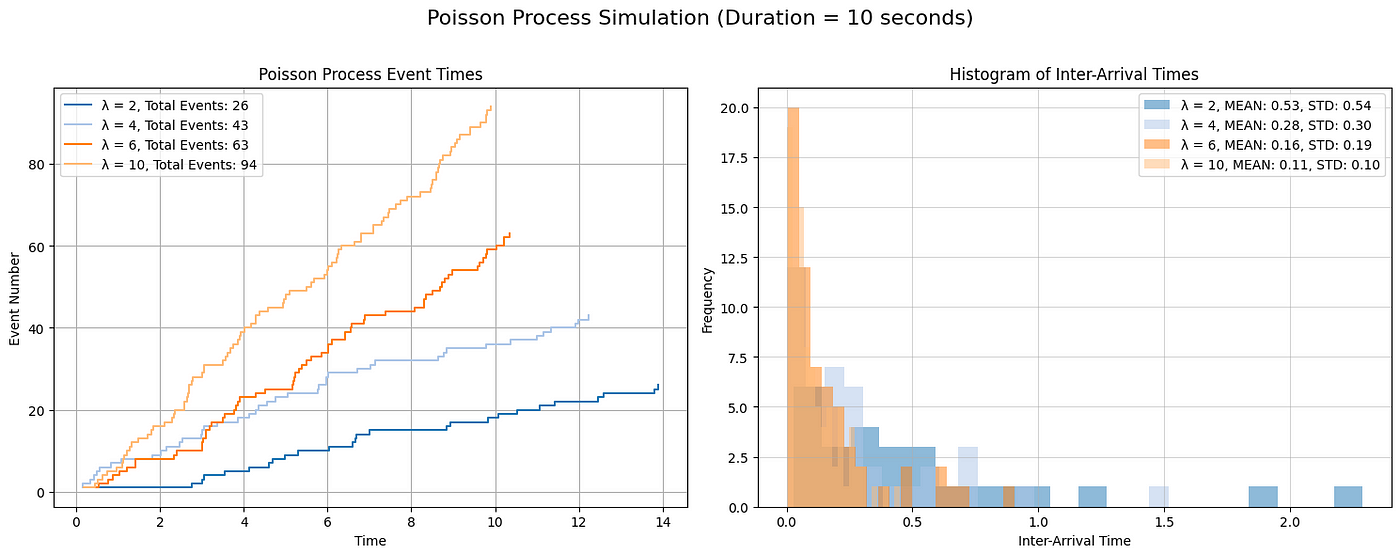 Poisson Process Simulation (Duration = 10 seconds)
Poisson Process Event Times
λ = 2, Total Events: 26
λ = 4, Total Events: 43
λ = 6, Total Events: 63
λ = 10, Total Events: 94
Event Number
80
60
40
20
0
0 2 4 6 8 10 12 14
Time
Histogram of Inter-Arrival Times
λ = 2, MEAN: 0.53, STD: 0.54
λ = 4, MEAN: 0.28, STD: 0.30
λ = 6, MEAN: 0.16, STD: 0.19
λ = 10, MEAN: 0.11, STD: 0.10
Frequency
20.0
17.5
15.0
12.5
10.0
7.5
5.0
2.5
0.0
0.0 0.5 1.0 1.5 2.0
Inter-Arrival Time